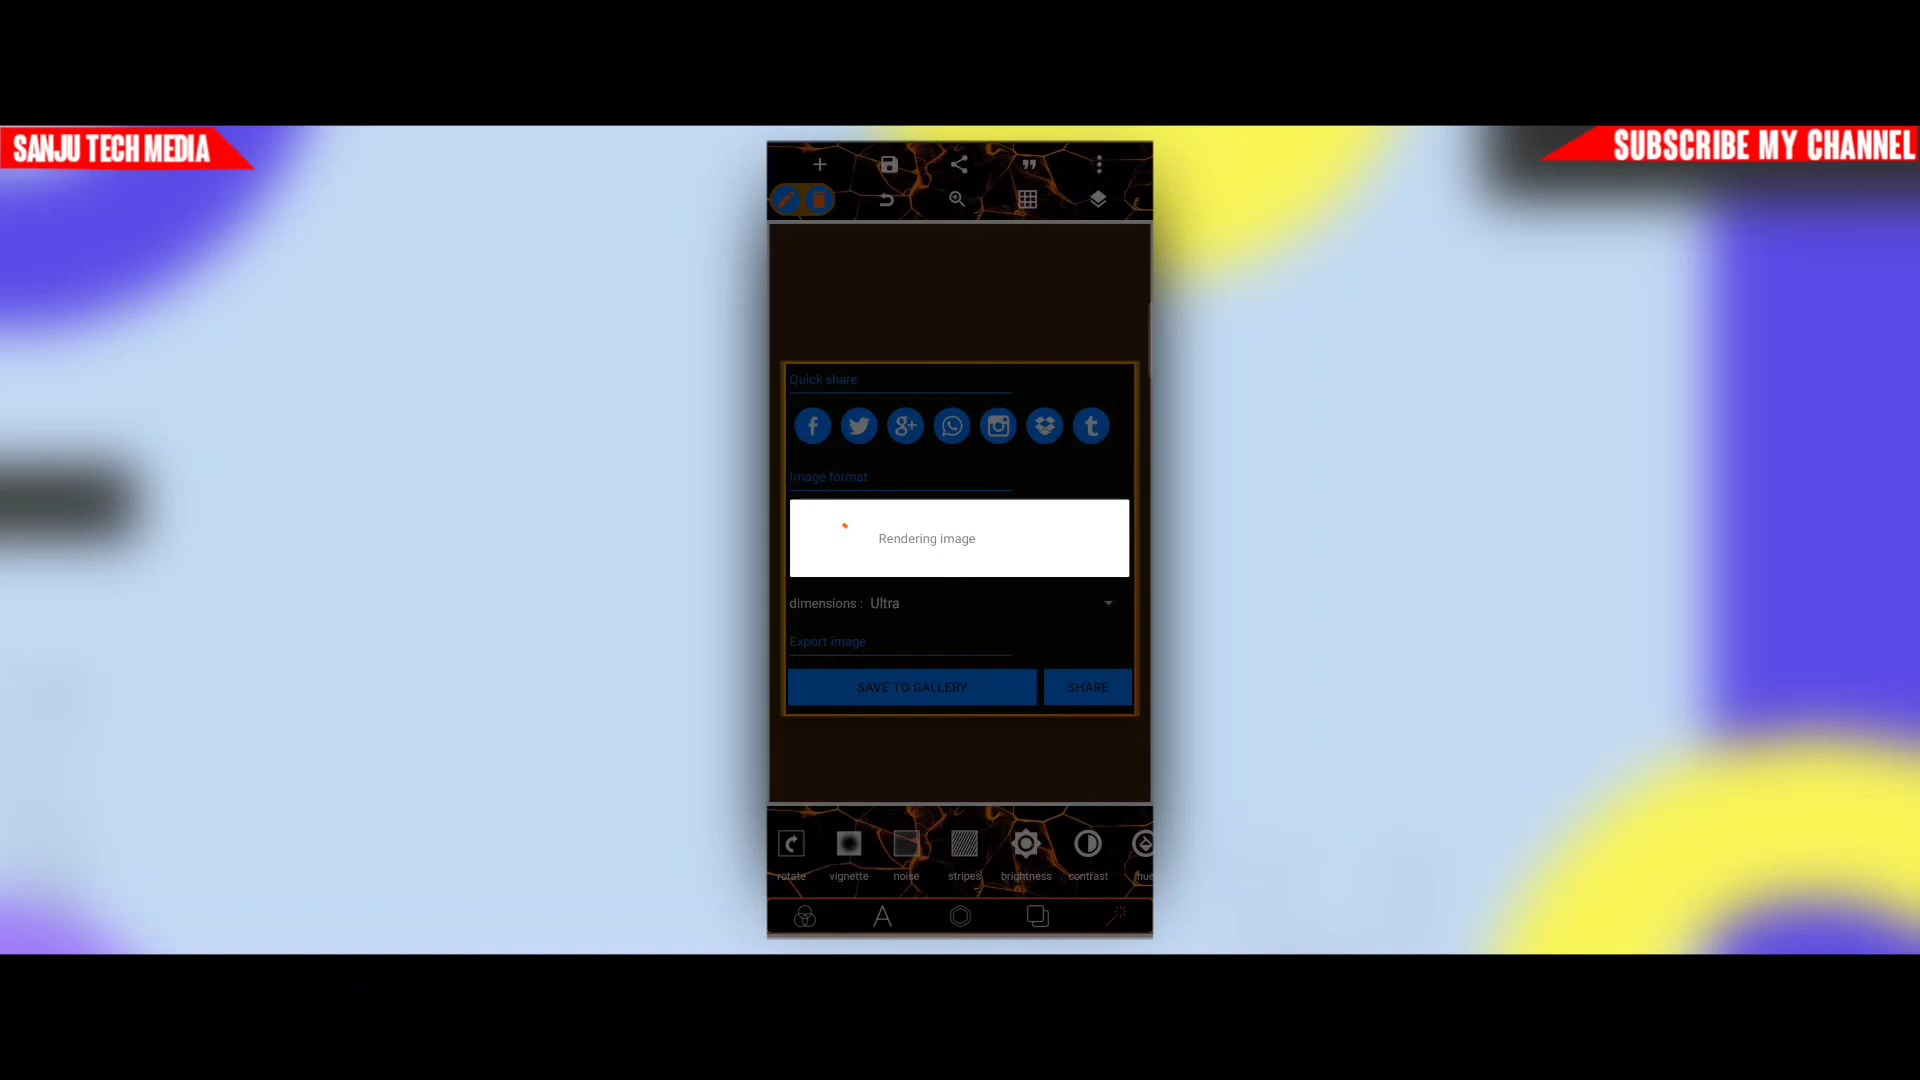 SANJU TECH MEDIA
SUBSCRIBE MY CHANNEL
Quick share
Image format
Rendering image
dimensions : Ultra
Export image
SAVE TO GALLERY
SHARE
rotate
vignette
noise
stripes
brightness
contrast
hue